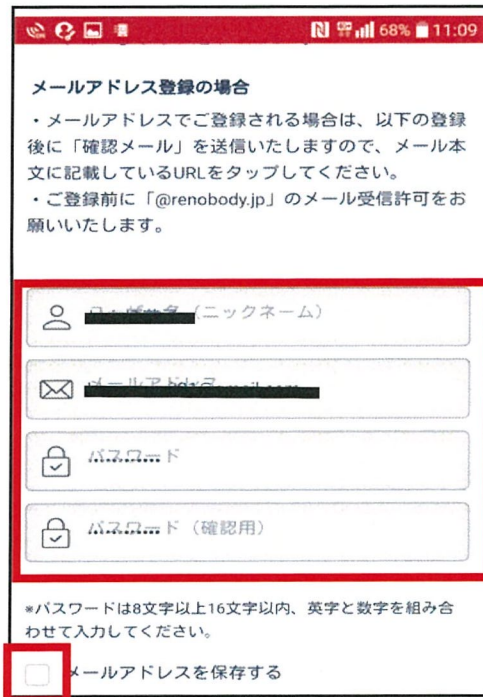 68% 11:09
メールアドレス登録の場合
・メールアドレスでご登録される場合は、以下の登録
後に「確認メール」を送信いたしますので、メール本
文に記載しているURLをタップしてください。
・ご登録前に「@renobody.jp」のメール受信許可をお
願いいたします。
(ニックネーム)
パスワード
パスワード(確認用)
※パスワードは8文字以上16文字以内、英字と数字を組み合
わせて入力してください。
メールアドレスを保存する